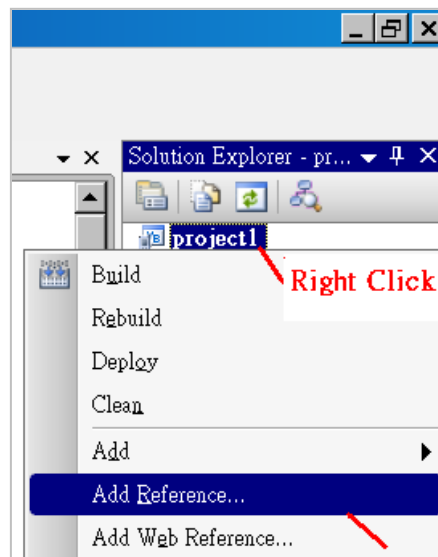 Solution Explorer - pr...
project1
Right Click
Build
Rebuild
Deploy
Clean
Add
Add Reference...
Add Web Reference...